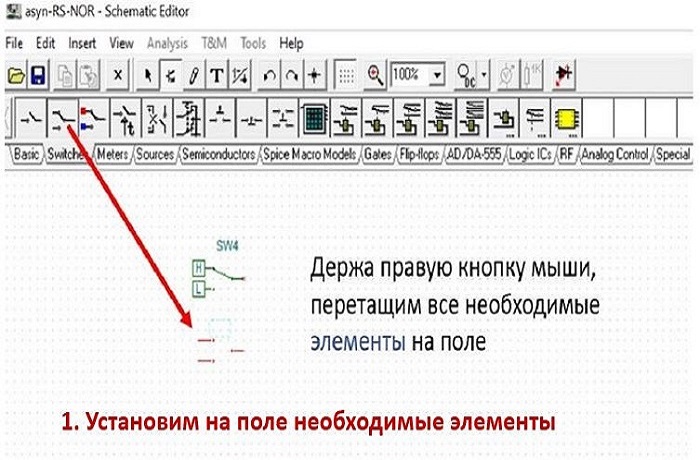 asyn-RS-NOR - Schematic Editor
File Edit Insert View Analysis T&M Tools Help
T 100% DC 1K
Basic Switches Meters Sources Semiconductors Spice Macro Models Gates Flip-flops AD/DA-555 Logic ICs RF Analog Control Special
SW4
H
L
Держа правую кнопку мыши,
перетащим все необходимые
элементы на поле
1. Установим на поле необходимые элементы